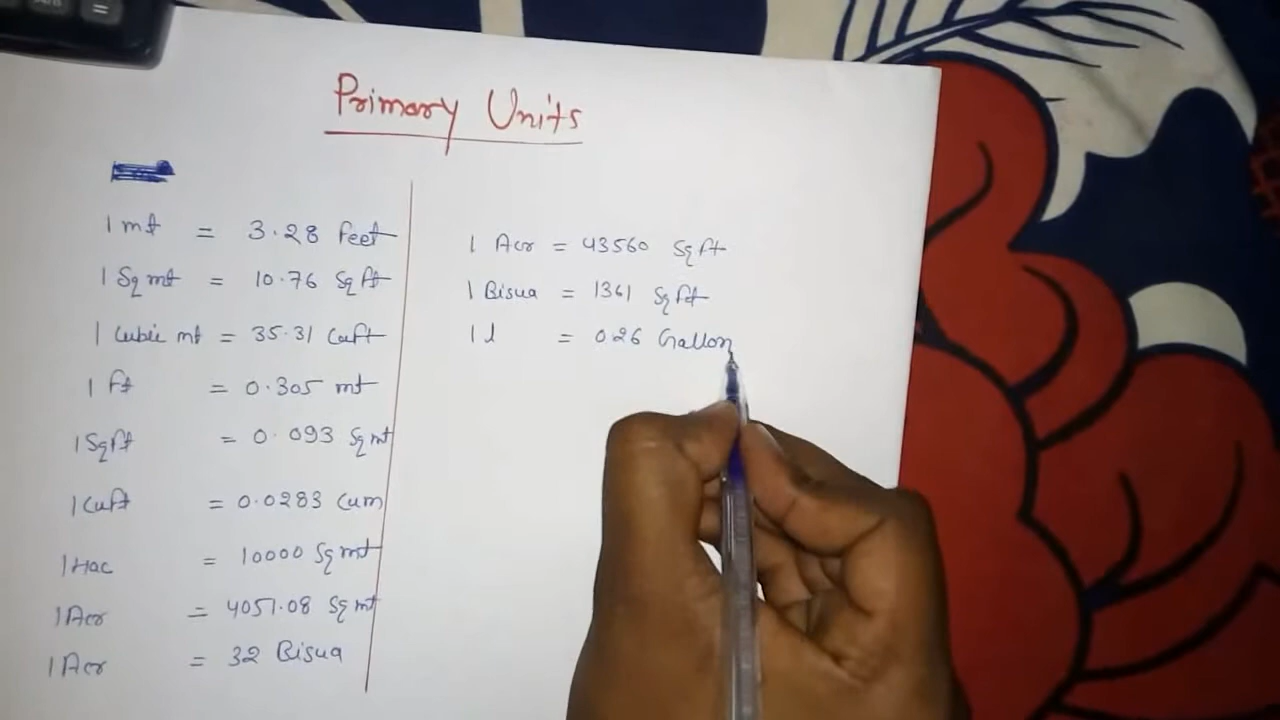 Primary Units
1 mt = 3.28 feet
1 Sq mt = 10.76 Sq ft
1 Cubic mt = 35.31 Cuft
1 ft = 0.305 mt
1 Sq ft = 0.093 Sq mt
1 Cuft = 0.0283 Cum
1 Hac = 10000 Sq mt
1 Acr = 4051.08 Sq mt
1 Acr = 32 Bisua
1 Acr = 43560 Sq ft
1 Bisua = 1361 Sq ft
1 l = 0.26 Gallon
=